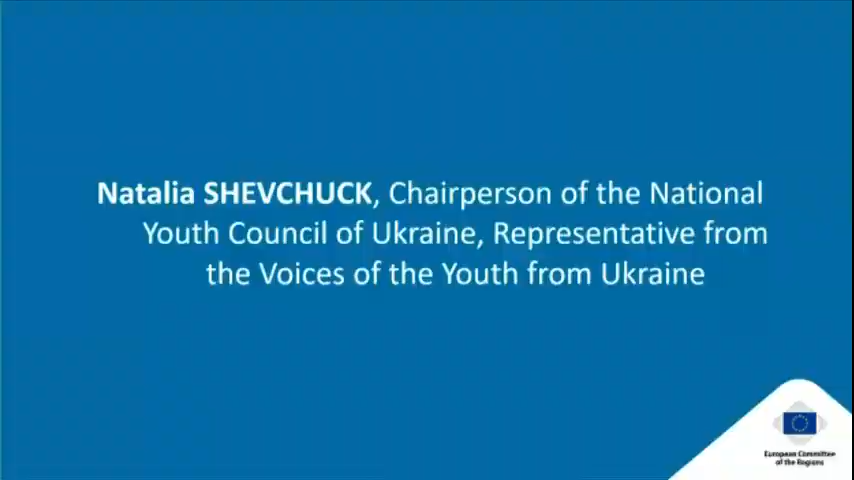 Natalia SHEVCHUCK, Chairperson of the National
Youth Council of Ukraine, Representative from
the Voices of the Youth from Ukraine
European Committee
of the Regions